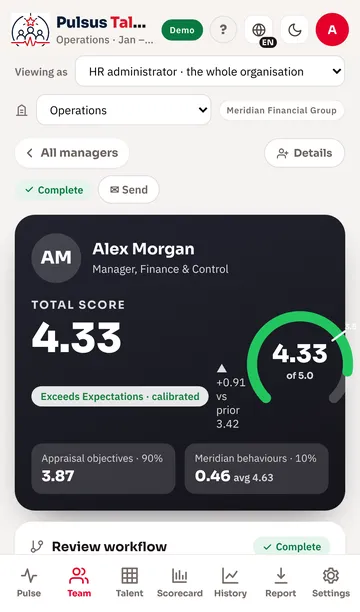 Pulsus Tal...
Operations · Jan –...
Demo
?
EN
A
Viewing as
HR administrator · the whole organisation
Operations
Meridian Financial Group
All managers
Details
Complete
Send
AM
Alex Morgan
Manager, Finance & Control
TOTAL SCORE
4.33
Exceeds Expectations · calibrated
▲
+0.91
vs
prior
3.42
4.33
of 5.0
Appraisal objectives · 90%
3.87
Meridian behaviours · 10%
0.46 avg 4.63
Review workflow
Complete
Pulse
Team
Talent
Scorecard
History
Report
Settings